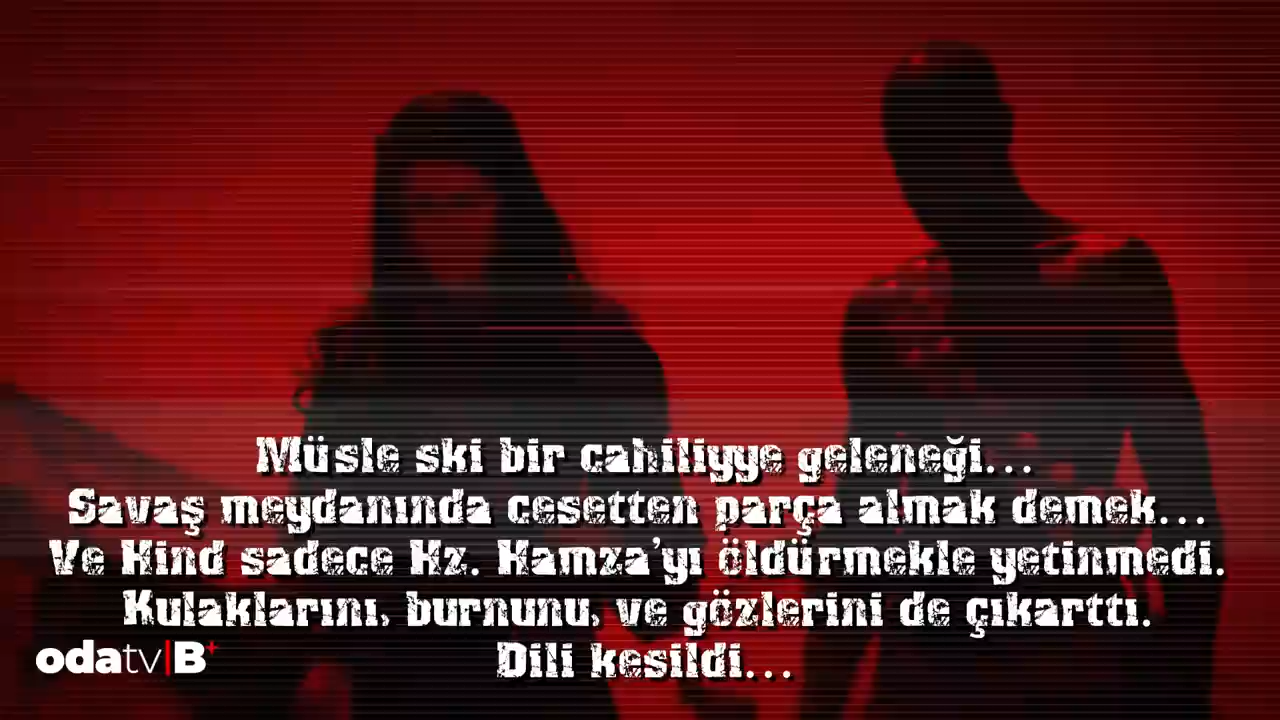 Müsle ski bir cahiliyye geleneği...
Savaş meydanında cesetten parça almak demek...
Ve Hind sadece Hz. Hamza'yı öldürmekle yetinmedi.
Kulaklarını, burnunu, ve gözlerini de çıkarttı.
Dili kesildi...
odatv|B+